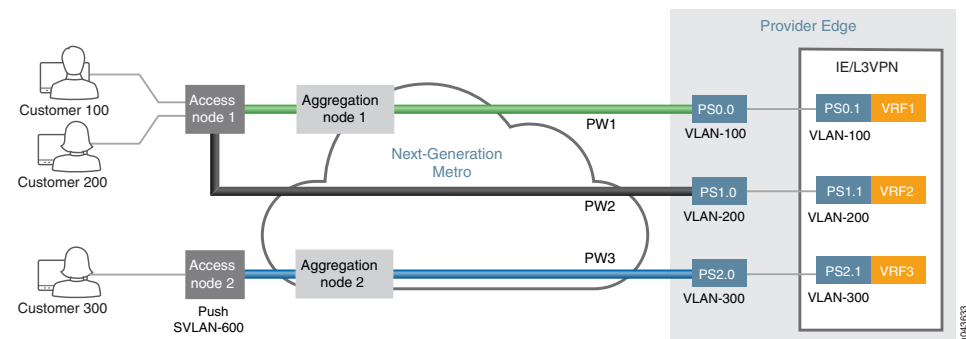 Provider Edge
IE/L3VPN
Customer 100
Access
node 1
Aggregation
node 1
PW1
PS0.0
VLAN-100
PS0.1
VRF1
VLAN-100
Customer 200
Next-Generation
Metro
PW2
PS1.0
VLAN-200
PS1.1
VRF2
VLAN-200
Customer 300
Access
node 2
Push
SVLAN-600
Aggregation
node 2
PW3
PS2.0
VLAN-300
PS2.1
VRF3
VLAN-300